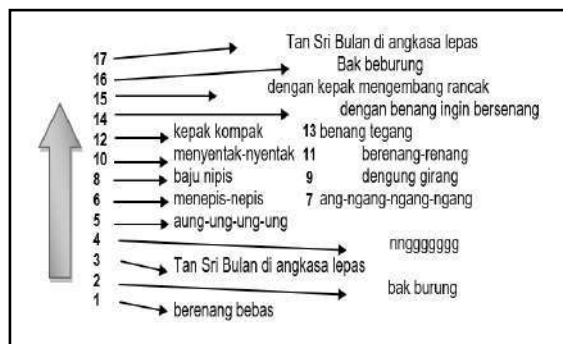 17 Tan Sri Bulan di angkasa lepas
16 Bak beburung
15 dengan kepak mengembang rancak
14 dengan benang ingin bersenang
12 kepak kompak 13 benang tegang
10 menyentak-nyentak 11 berenang-renang
8 baju nipis 9 dengung girang
6 menepis-nepis 7 ang-ngang-ngang-ngang
5 aung-ung-ung-ung
4 nnggggggg
3 Tan Sri Bulan di angkasa lepas
2 bak burung
1 berenang bebas